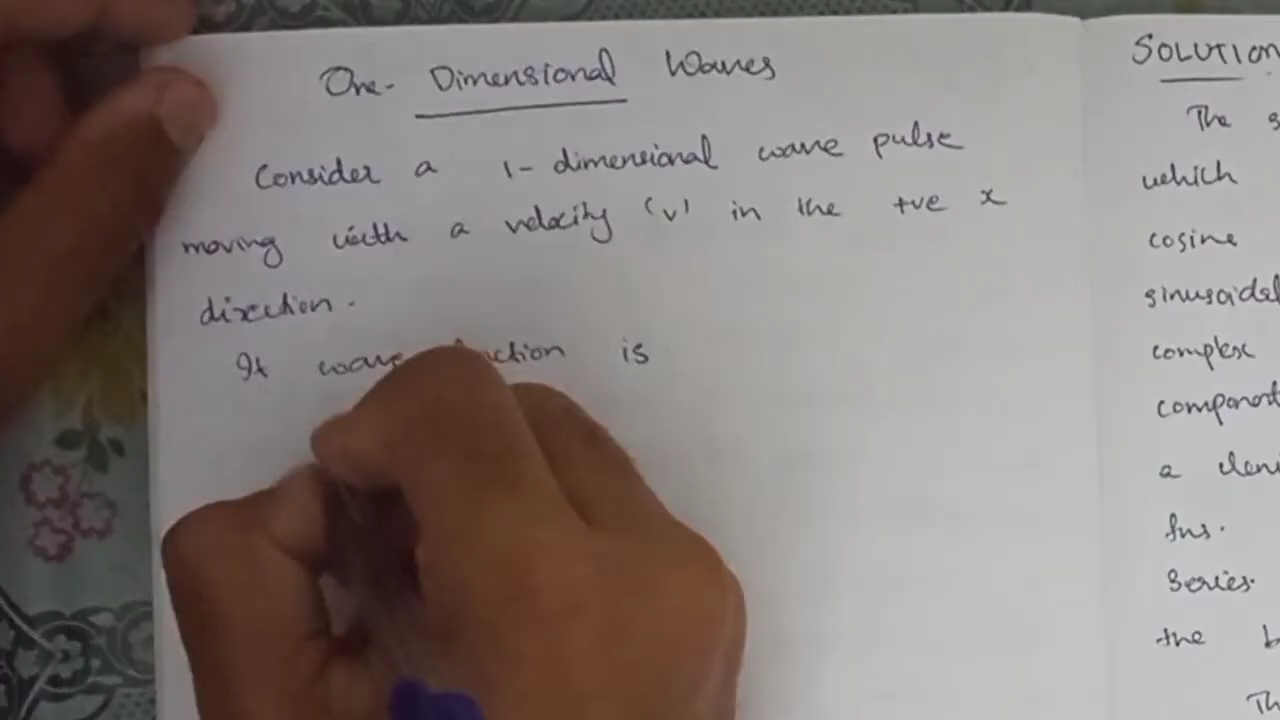 One-Dimensional Waves
Consider a 1-dimensional wave pulse
moving with a velocity 'v' in the +ve x
direction.
It wave function is
SOLUTION
The
which
cosine
sinusoidal
complex
a
fns.
Series.
the